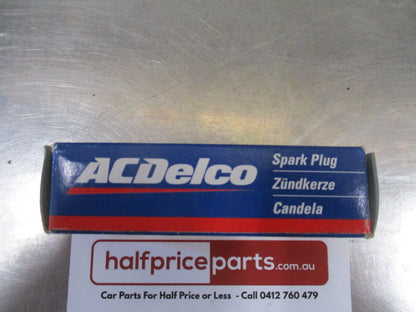 ACDelco
Spark Plug
Zündkerze
Candela
halfpriceparts.com.au
Car Parts For Half Price or Less - Call 0412 760 479